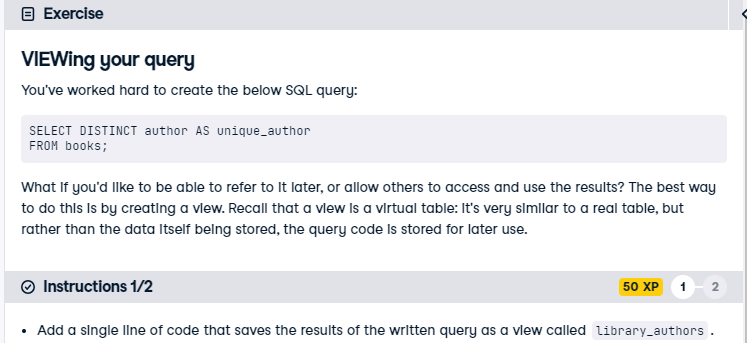 Exercise
VIEWing your query
You've worked hard to create the below SQL query:
SELECT DISTINCT author AS unique_author
FROM books;
What if you'd like to be able to refer to it later, or allow others to access and use the results? The best way
to do this is by creating a view. Recall that a view is a virtual table: it's very similar to a real table, but
rather than the data itself being stored, the query code is stored for later use.
Instructions 1/2 50 XP 1 2
• Add a single line of code that saves the results of the written query as a view called library_authors.